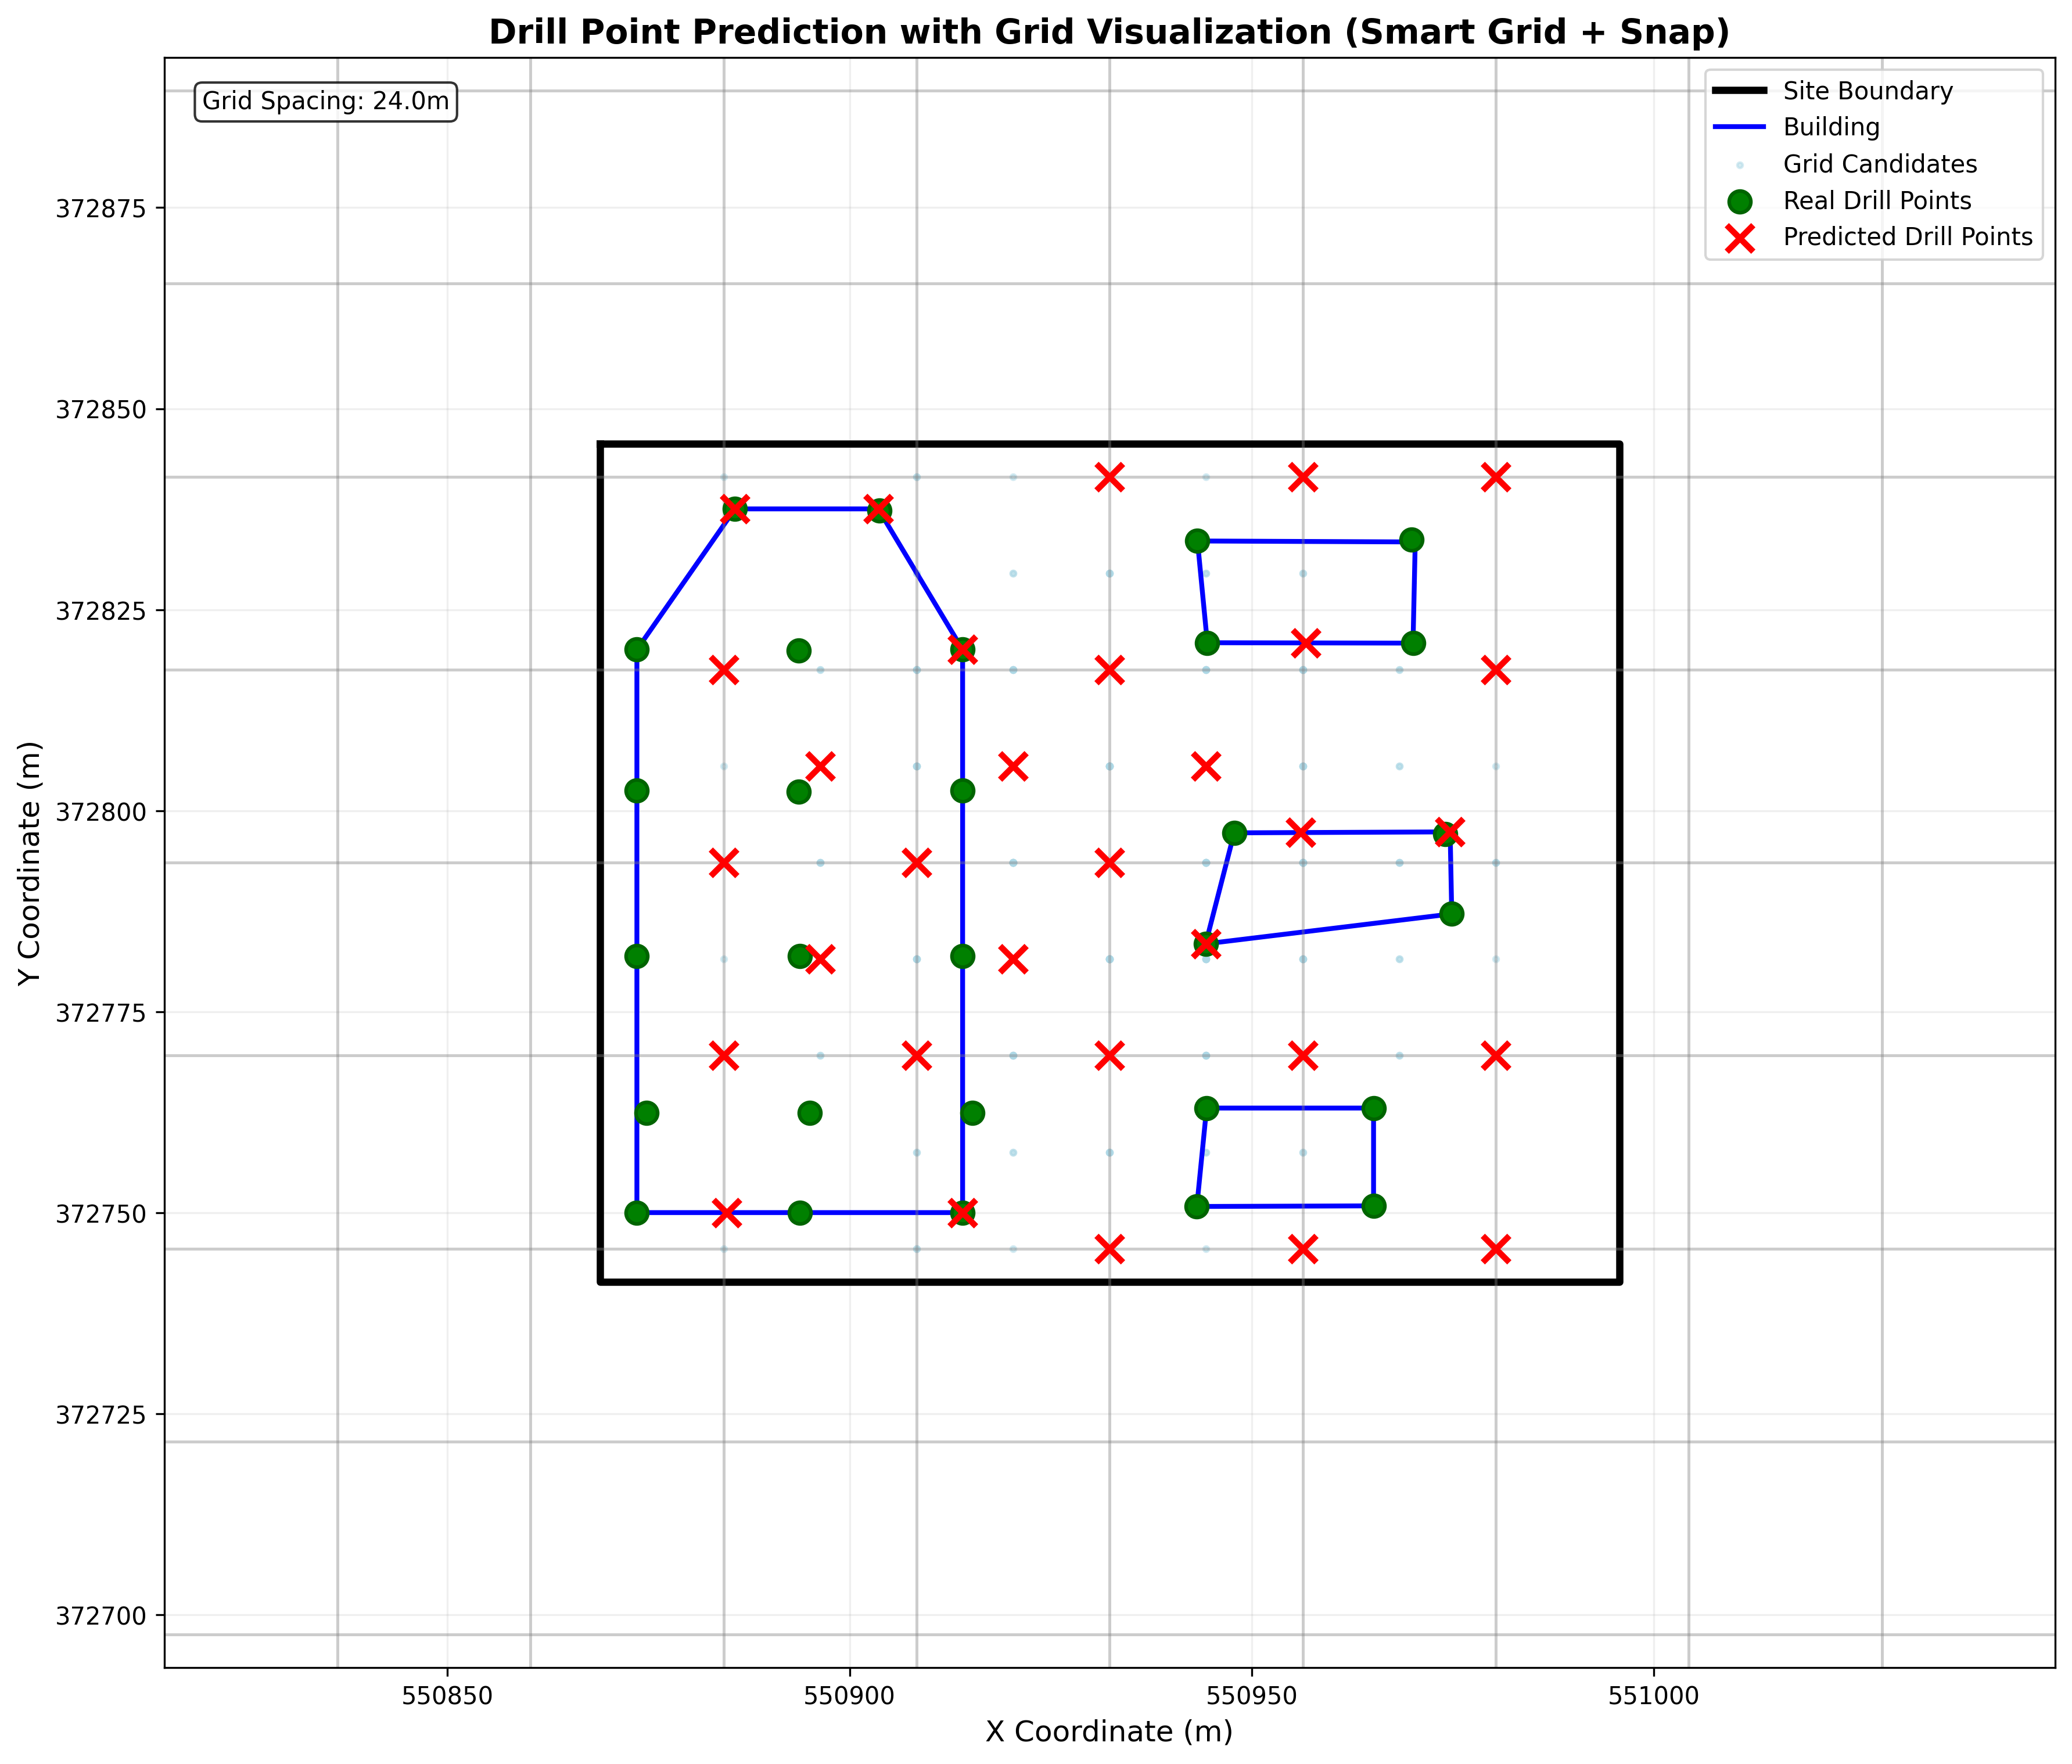 Drill Point Prediction with Grid Visualization (Smart Grid + Snap)
Grid Spacing: 24.0m
Site Boundary
Building
Grid Candidates
Real Drill Points
Predicted Drill Points
Y Coordinate (m)
372875
372850
372825
372800
372775
372750
372725
372700
550850
550900
550950
551000
X Coordinate (m)